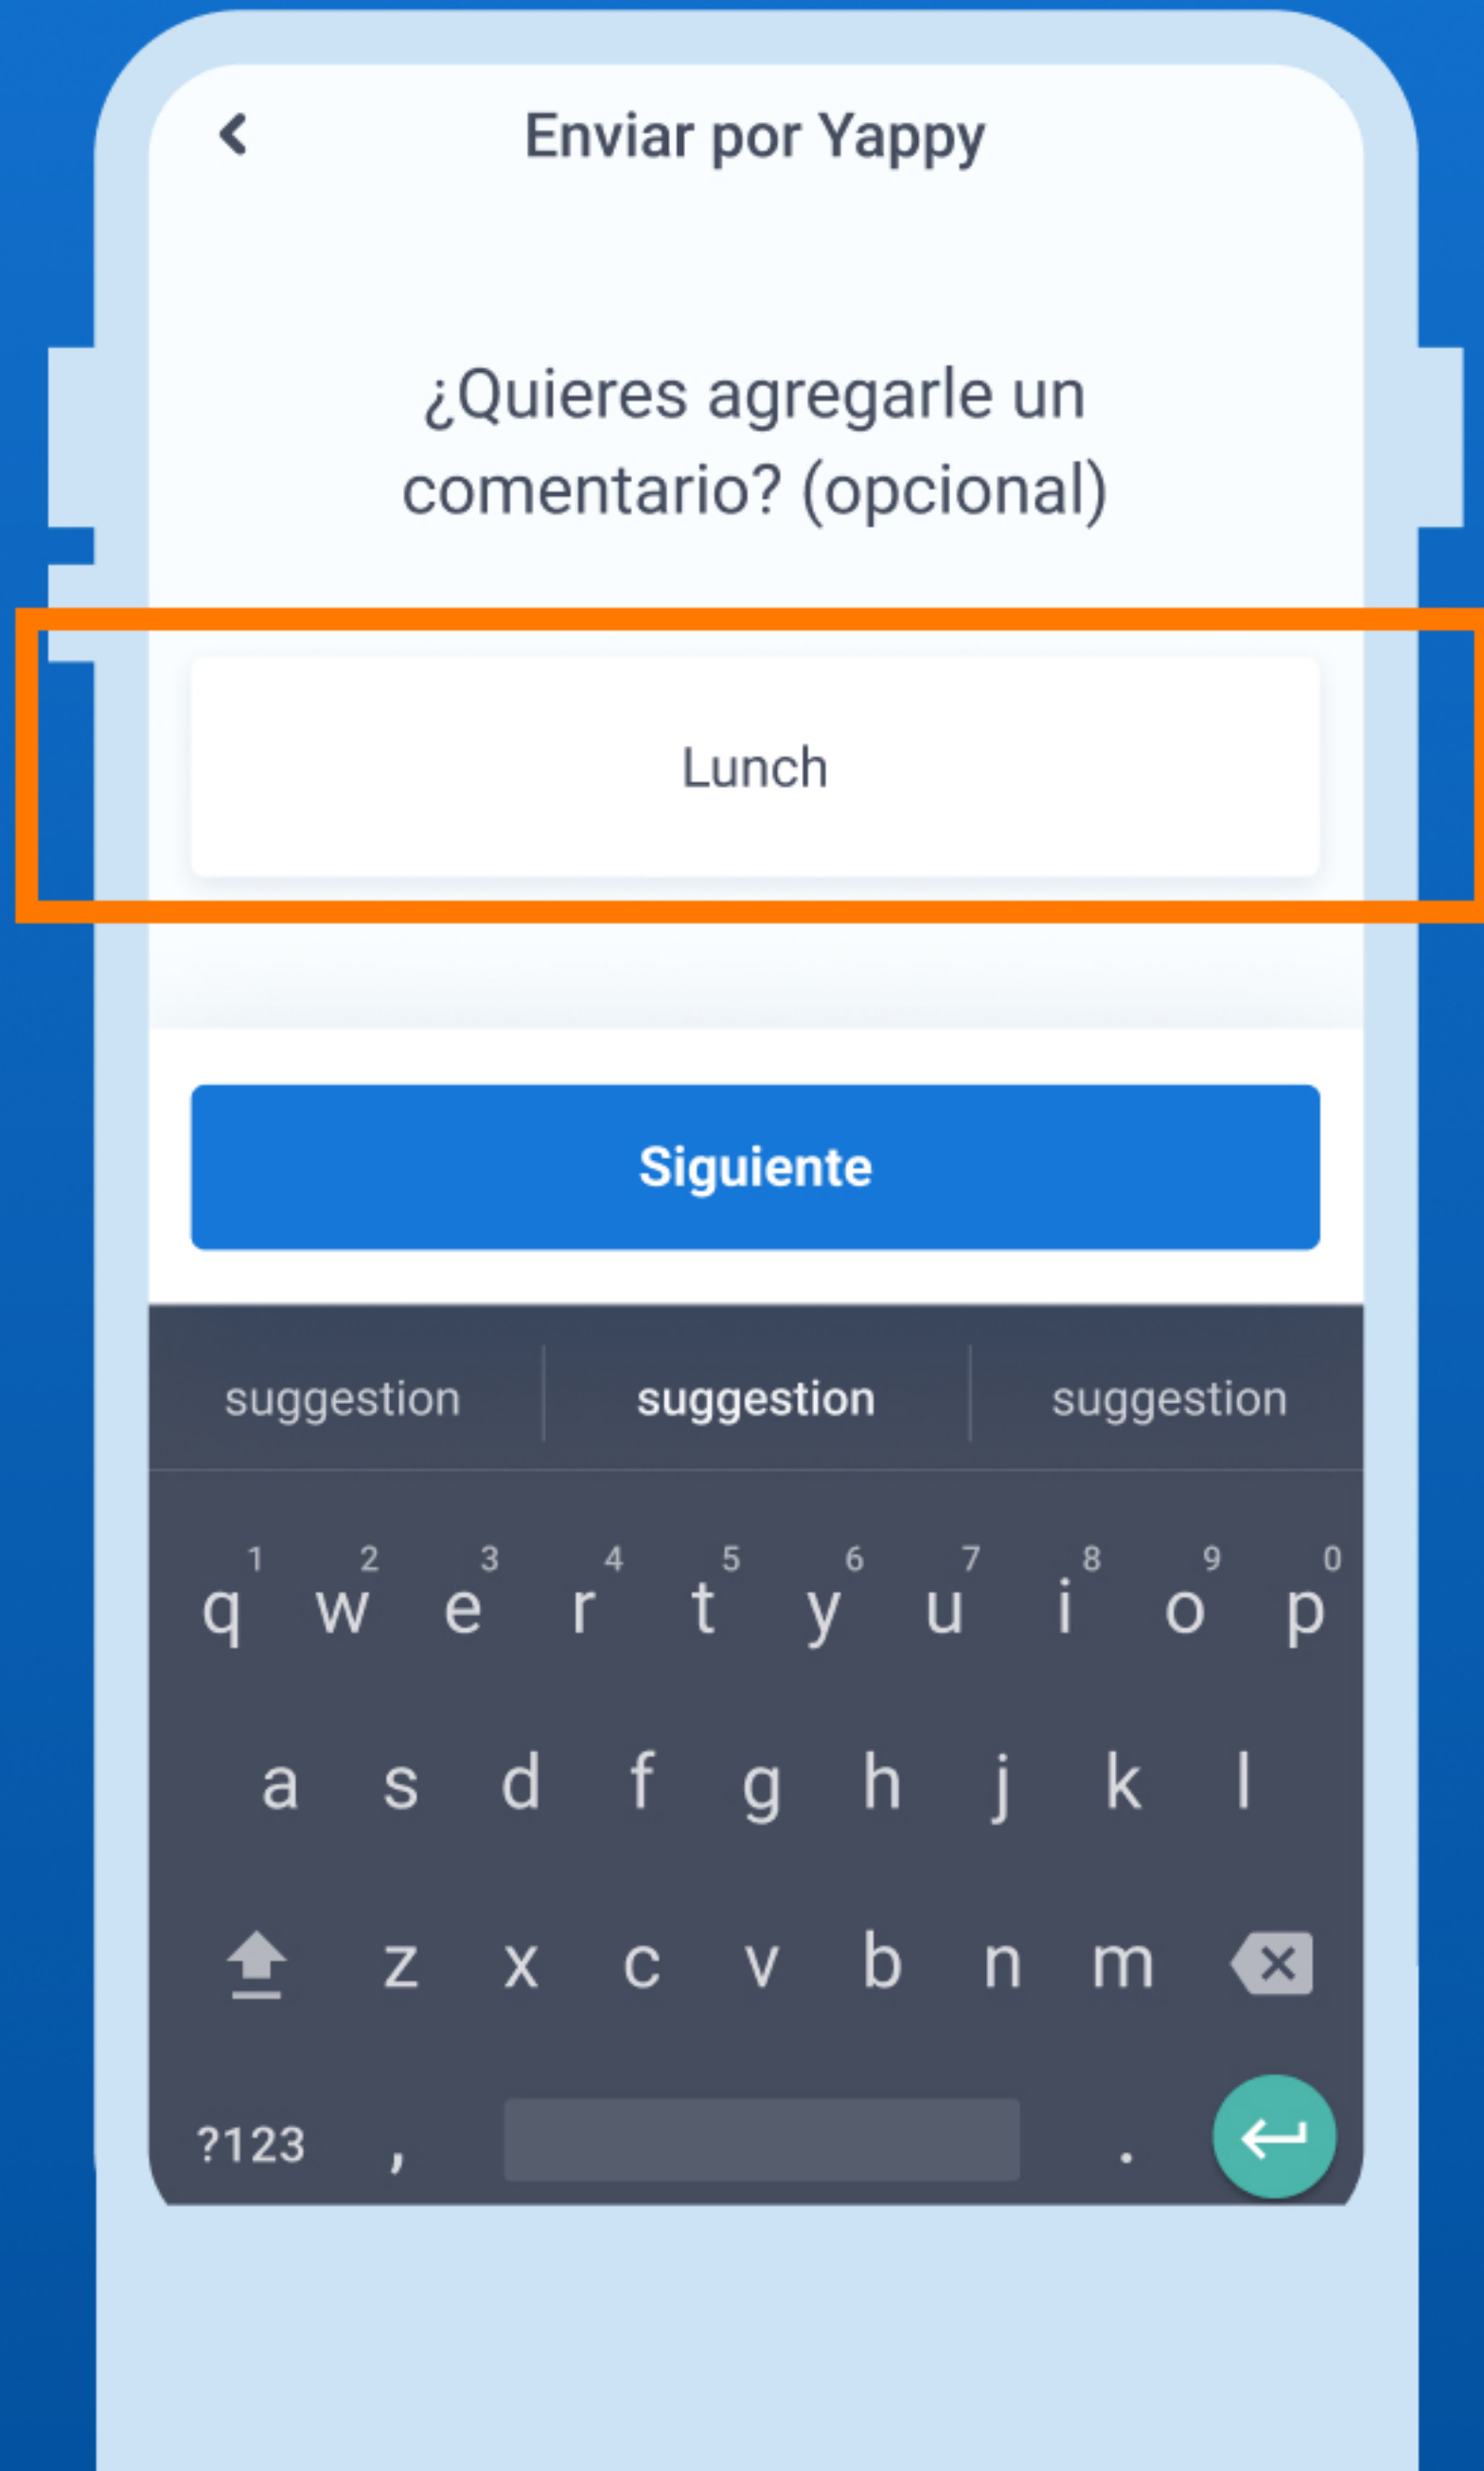 Enviar por Yappy
¿Quieres agregarle un
comentario? (opcional)
Lunch
Siguiente
suggestion suggestion suggestion
1 2 3 4 5 6 7 8 9 0
q w e r t y u i o p
a s d f g h j k l
z x c v b n m
?123 , .